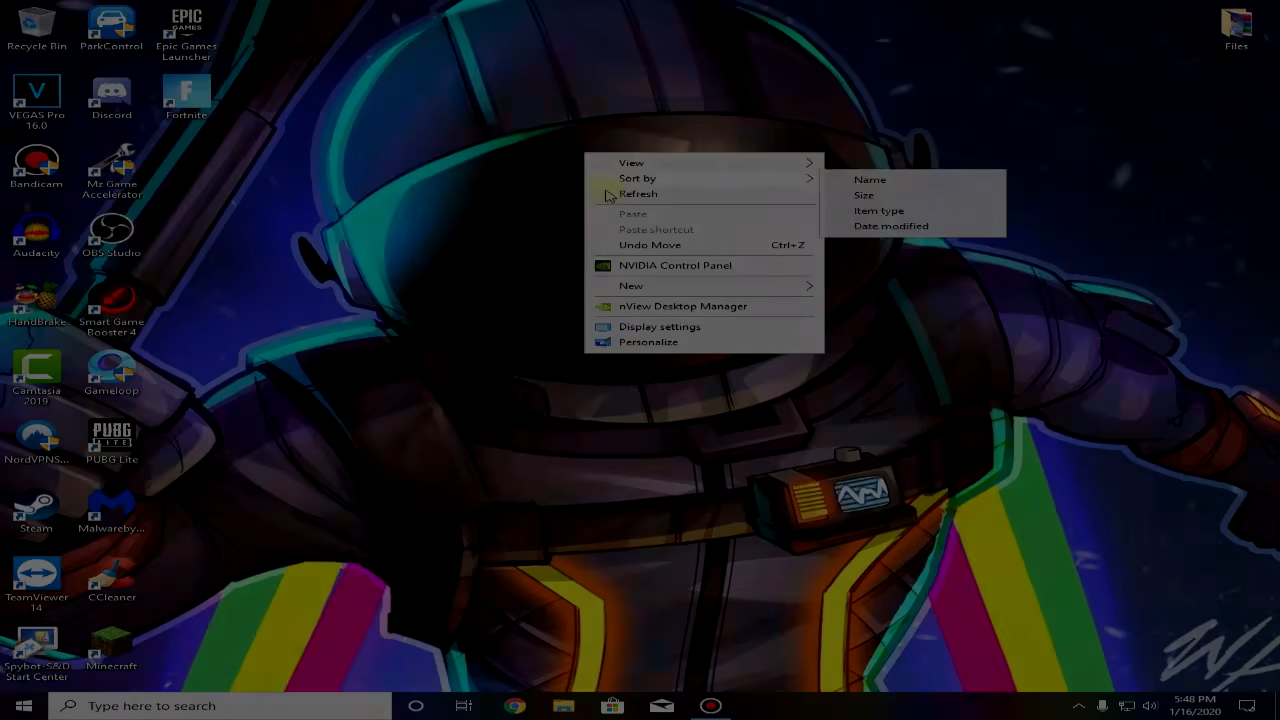 Recycle Bin
ParkControl
EPIC
GAMES
Epic Games
Launcher
Files
V
VEGAS Pro
16.0
Discord
F
Fortnite
Bandicam
Mz Game
Accelerator
Audacity
OBS Studio
HandBrake
Smart Game
Booster 4
C
Camtasia
2019
Gameloop
NordVPNS...
PUBG
LITE
PUBG Lite
Steam
Malwareby...
TeamViewer
14
CCleaner
Spybot-S&D
Start Center
Minecraft
View
Sort by
Refresh
Paste
Paste shortcut
Undo Move Ctrl+Z
NVIDIA Control Panel
New
nView Desktop Manager
Display settings
Personalize
Name
Size
Item type
Date modified
Type here to search
5:48 PM
1/16/2020